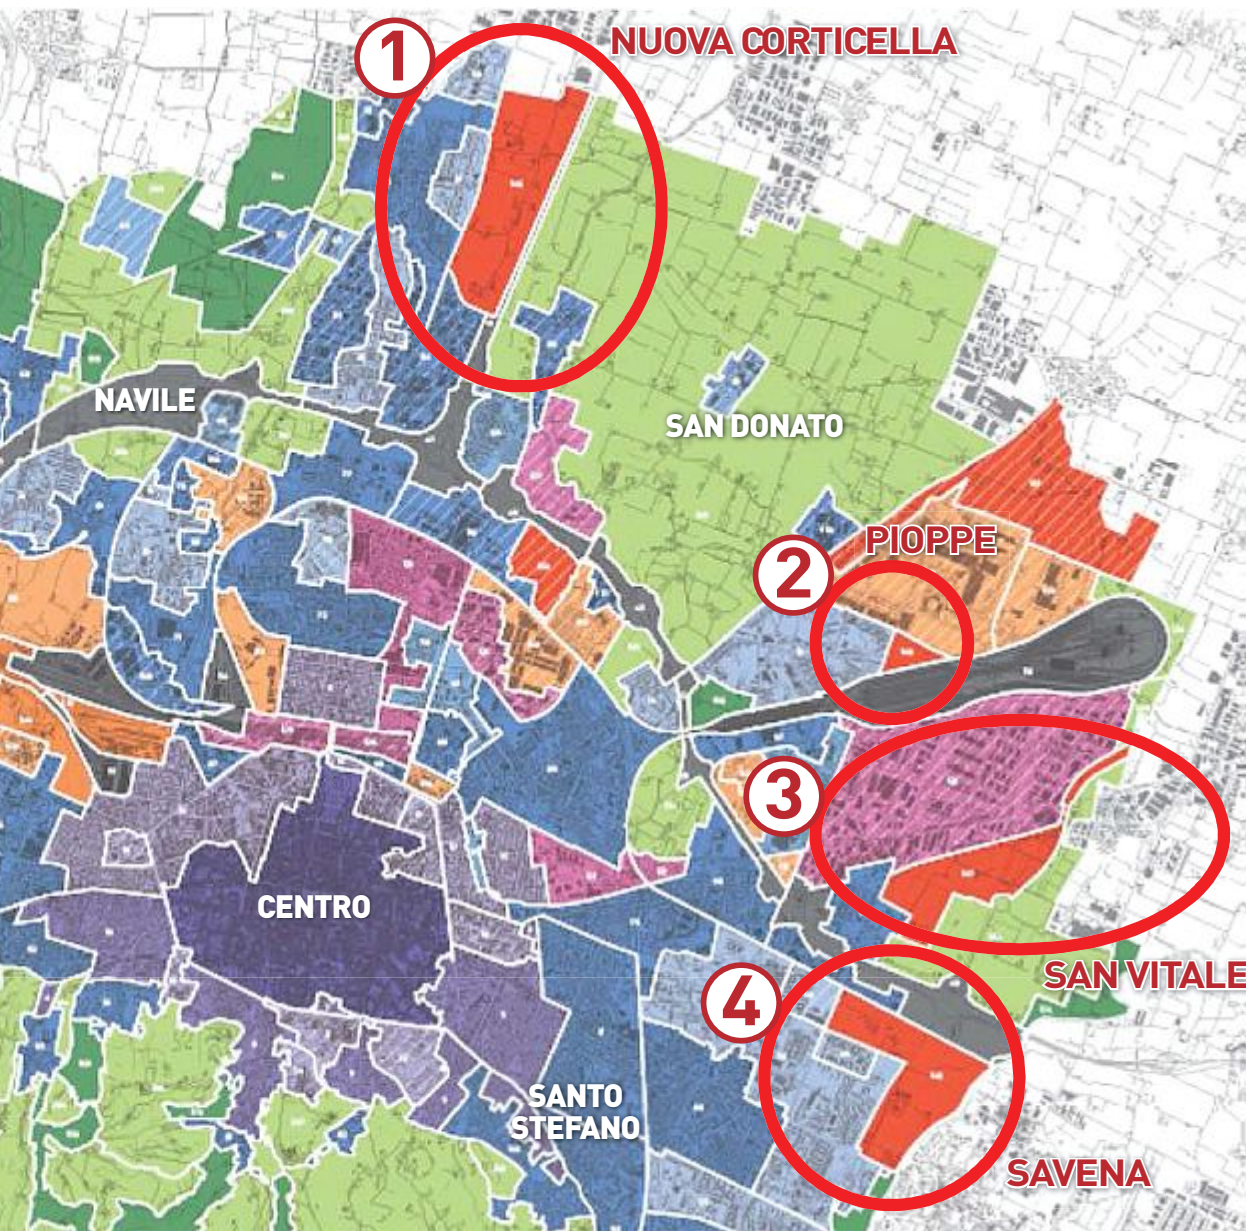 1
NUOVA CORTICELLA
NAVILE
SAN DONATO
2
PIOPPE
3
CENTRO
SAN VITALE
4
SANTO
STEFANO
SAVENA